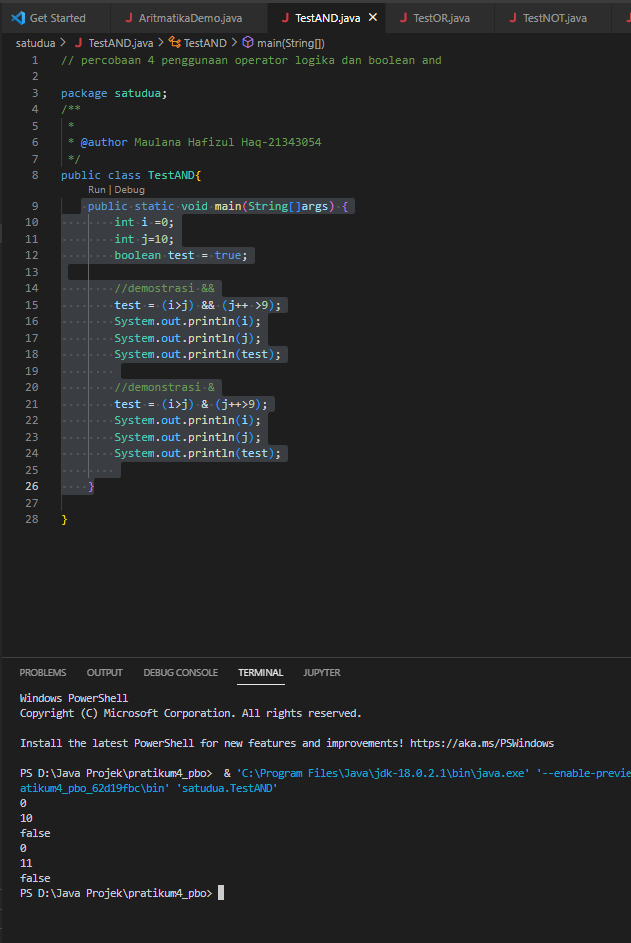 Get Started AritmatikaDemo.java TestAND.java TestOR.java TestNOT.java
satudua > TestAND.java > TestAND > main(String[])
1 // percobaan 4 penggunaan operator logika dan boolean and
2
3 package satudua;
4 /**
5 *
6 * @author Maulana Hafizul Haq-21343054
7 */
8 public class TestAND{
Run | Debug
9 public static void main(String[]args) {
10 int i =0;
11 int j=10;
12 boolean test = true;
13
14 //demostrasi &&
15 test = (i>j) && (j++ >9);
16 System.out.println(i);
17 System.out.println(j);
18 System.out.println(test);
19
20 //demonstrasi &
21 test = (i>j) & (j++>9);
22 System.out.println(i);
23 System.out.println(j);
24 System.out.println(test);
25
26 }
27
28 }
PROBLEMS OUTPUT DEBUG CONSOLE TERMINAL JUPYTER
Windows PowerShell
Copyright (C) Microsoft Corporation. All rights reserved.
Install the latest PowerShell for new features and improvements! https://aka.ms/PSWindows
PS D:\Java Projek\pratikum4_pbo> & 'C:\Program Files\Java\jdk-18.0.2.1\bin\java.exe' '--enable-previe
atikum4_pbo_62d19fbc\bin' 'satudua.TestAND'
0
10
false
0
11
false
PS D:\Java Projek\pratikum4_pbo>